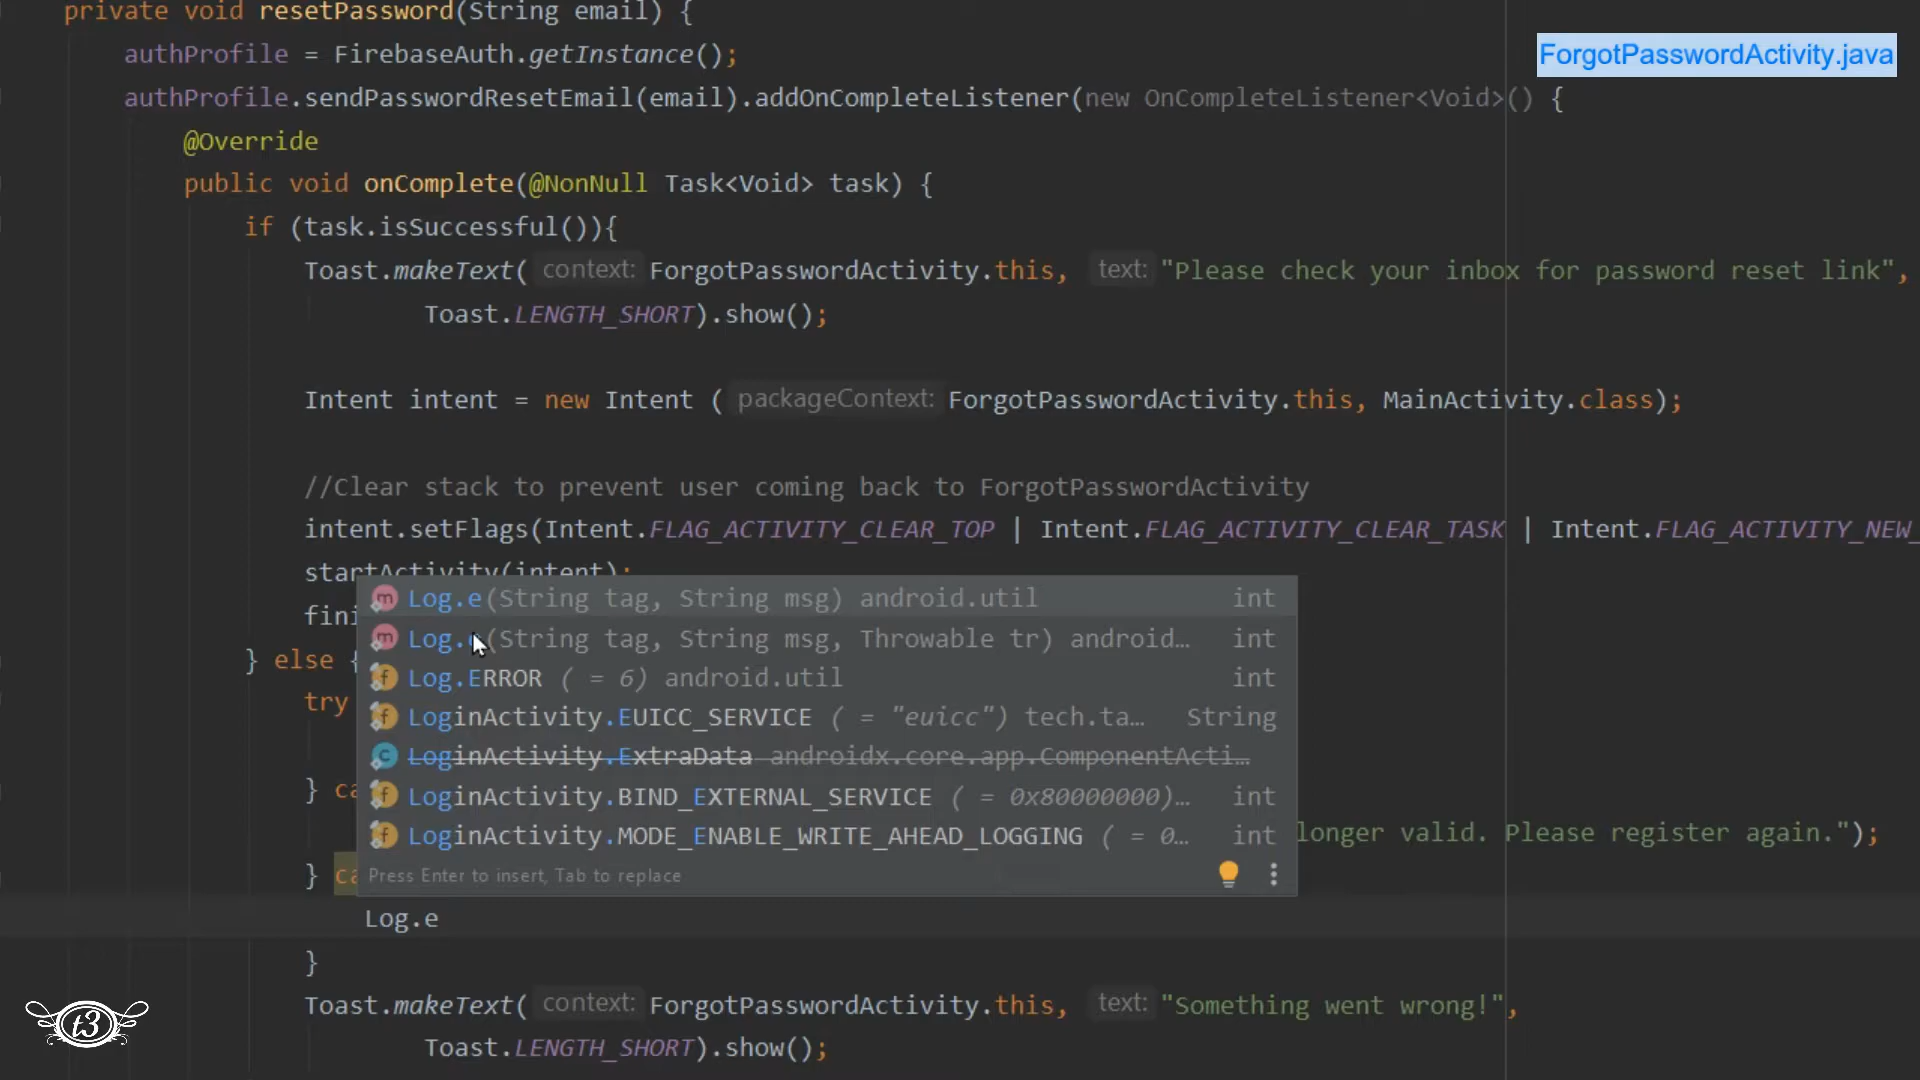 private void resetPassword(String email) {
ForgotPasswordActivity.java
authProfile = FirebaseAuth.getInstance();
authProfile.sendPasswordResetEmail(email).addOnCompleteListener(new OnCompleteListener<Void>() {
@Override
public void onComplete(@NonNull Task<Void> task) {
if (task.isSuccessful()){
Toast.makeText( context: ForgotPasswordActivity.this, text: "Please check your inbox for password reset link",
Toast.LENGTH_SHORT).show();
Intent intent = new Intent ( packageContext: ForgotPasswordActivity.this, MainActivity.class);
//Clear stack to prevent user coming back to ForgotPasswordActivity
intent.setFlags(Intent.FLAG_ACTIVITY_CLEAR_TOP | Intent.FLAG_ACTIVITY_CLEAR_TASK | Intent.FLAG_ACTIVITY_NEW_
startActivity(intent);
Log.e(String tag, String msg) android.util int
fini
Log.e(String tag, String msg, Throwable tr) android… int
} else {
Log.ERROR ( = 6) android.util int
try
LoginActivity.EUICC_SERVICE ( = "euicc") tech.ta… String
LoginActivity.ExtraData androidx.core.app.ComponentActi…
} ca
LoginActivity.BIND_EXTERNAL_SERVICE ( = 0x80000000)… int
LoginActivity.MODE_ENABLE_WRITE_AHEAD_LOGGING ( = 0… int
longer valid. Please register again.");
} ca
Press Enter to insert, Tab to replace
Log.e
}
Toast.makeText( context: ForgotPasswordActivity.this, text: "Something went wrong!",
Toast.LENGTH_SHORT).show();
t3